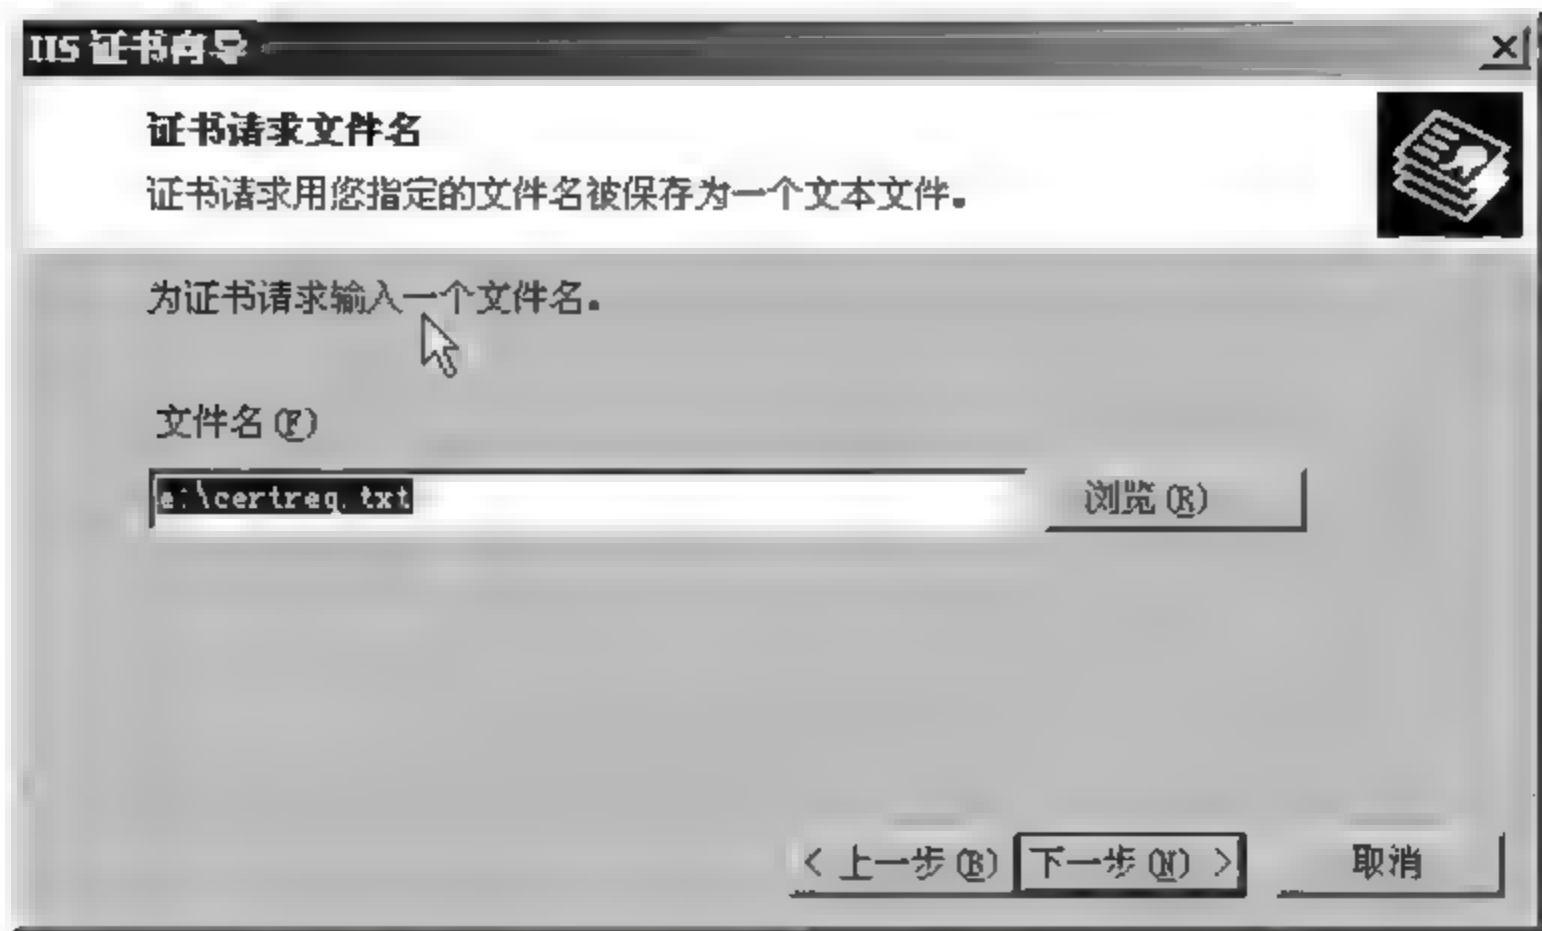 IIS 证书向导
证书请求文件名
证书请求用您指定的文件名被保存为一个文本文件。
为证书请求输入一个文件名。
文件名(F)
e:\certreq.txt
浏览(R)
< 上一步(B) 下一步(N) > 取消